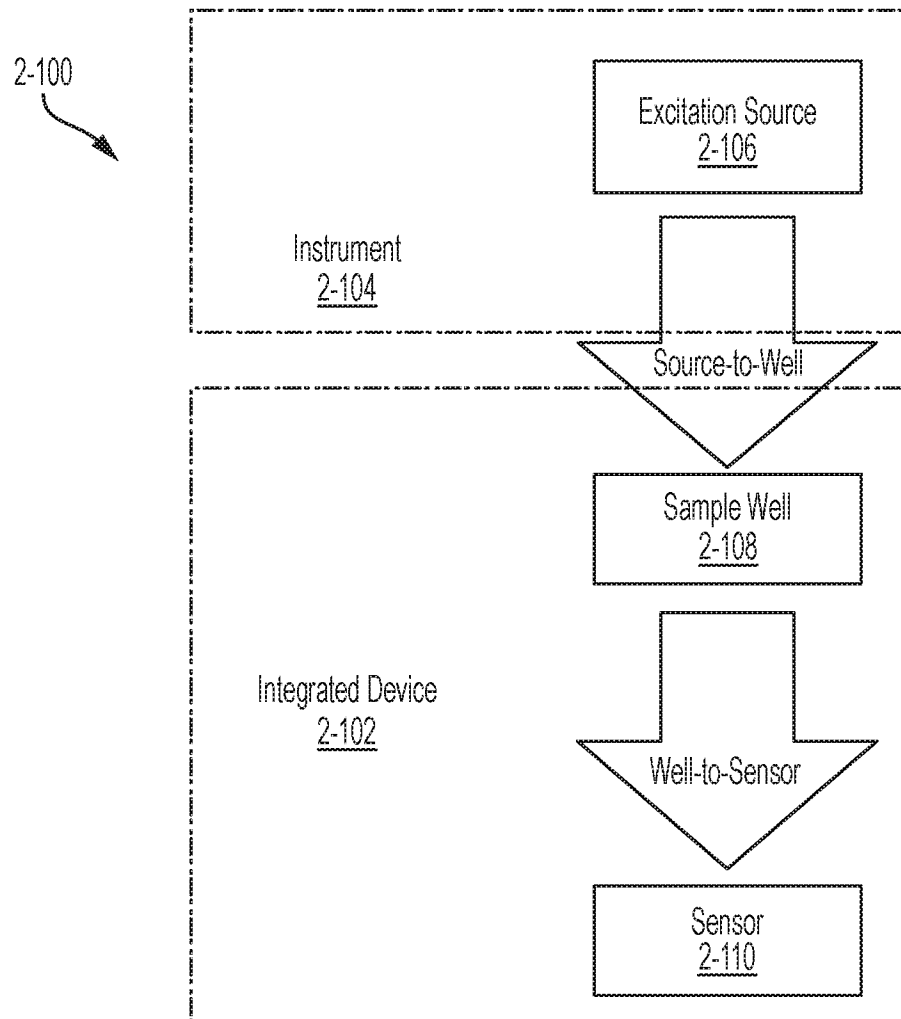 2-100
Excitation Source
2-106
Instrument
2-104
Source-to-Well
Sample Well
2-108
Integrated Device
2-102
Well-to-Sensor
Sensor
2-110